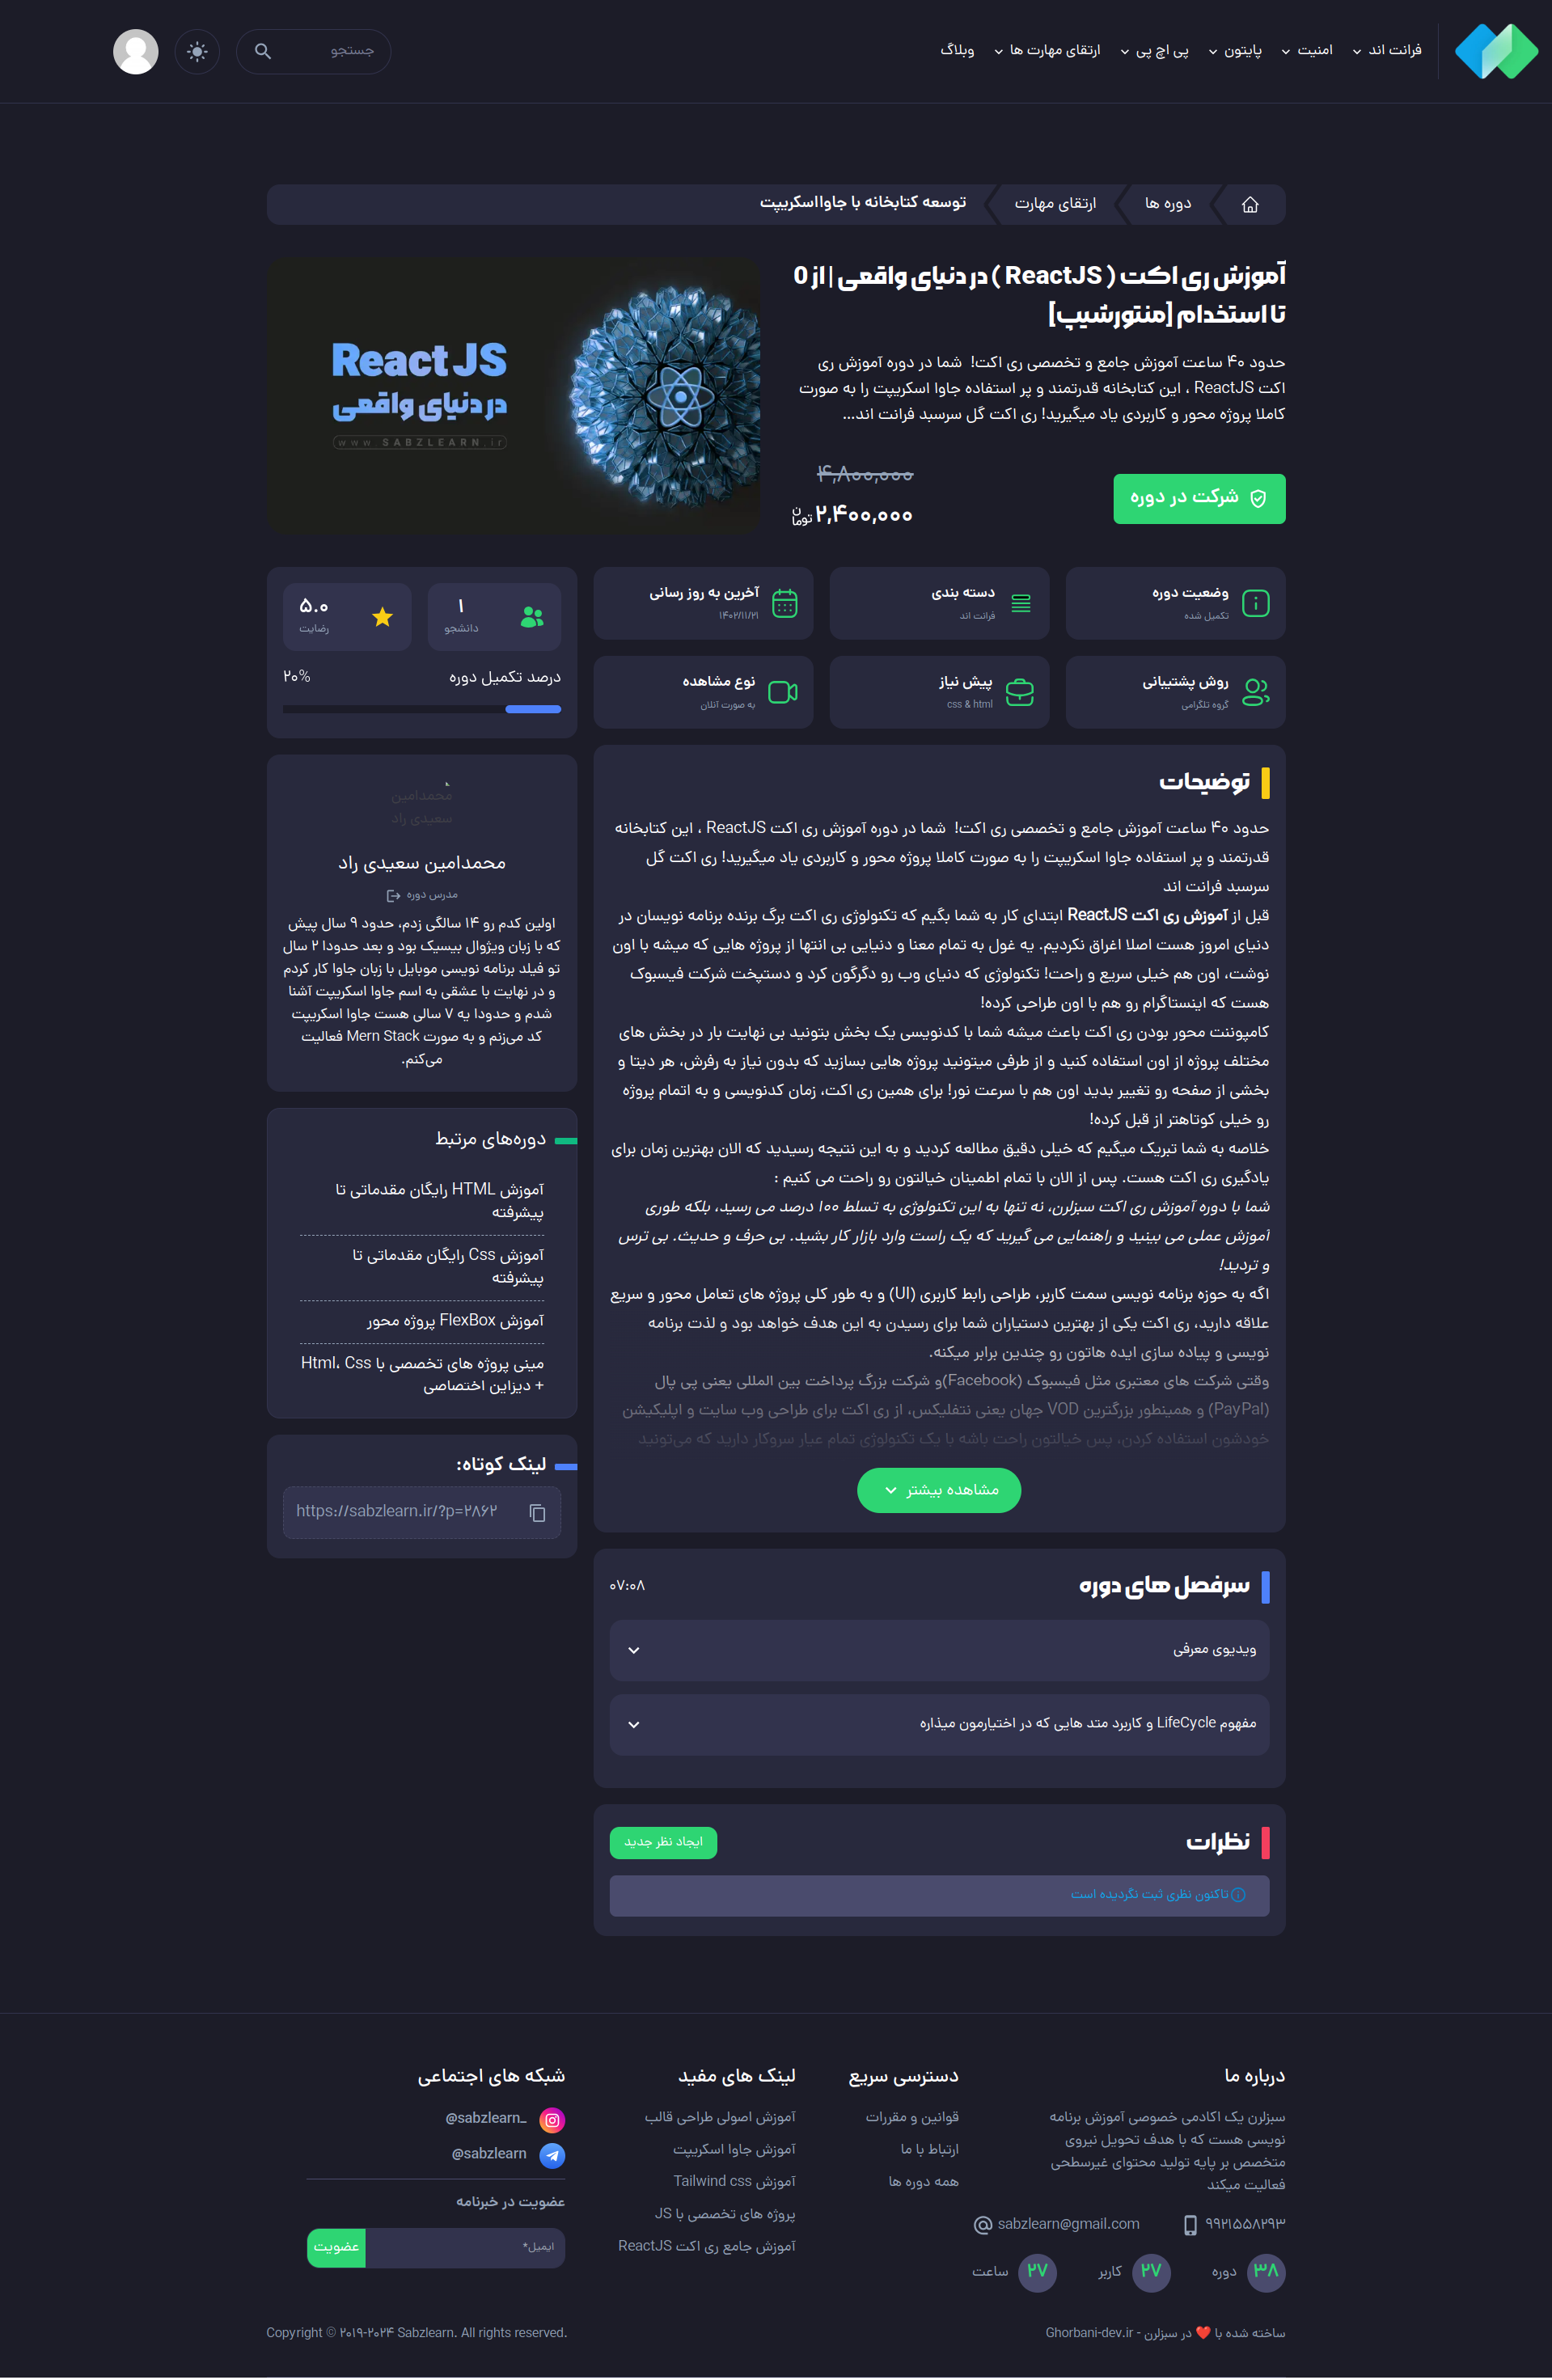 فرانت اند
امنیت
پایتون
پی اچ پی
ارتقای مهارت ها
وبلاگ
جستجو
دوره ها
ارتقای مهارت
توسعه کتابخانه با جاوااسکریپت
آموزش ری اکت ( ReactJS ) در دنیای واقعی | از 0
تا استخدام [منتورشیپ]
حدود ۴۰ ساعت آموزش جامع و تخصصی ری اکت! شما در دوره آموزش ری
اکت ReactJS ، این کتابخانه قدرتمند و پر استفاده جاوا اسکریپت را به صورت
کاملا پروژه محور و کاربردی یاد میگیرید! ری اکت گل سرسبد فرانت اند...
شرکت در دوره
۴,۸۰۰,۰۰۰
۲,۴۰۰,۰۰۰ تومان
React JS
در دنیای واقعی
www.SABZLEARN.ir
وضعیت دوره
تکمیل شده
دسته بندی
فرانت اند
آخرین به روز رسانی
۱۴۰۲/۱۱/۲۱
روش پشتیبانی
گروه تلگرامی
پیش نیاز
css & html
نوع مشاهده
به صورت آنلان
۱
دانشجو
۵.۰
رضایت
درصد تکمیل دوره
۲۰%
توضیحات
حدود ۴۰ ساعت آموزش جامع و تخصصی ری اکت! شما در دوره آموزش ری اکت ReactJS ، این کتابخانه
قدرتمند و پر استفاده جاوا اسکریپت را به صورت کاملا پروژه محور و کاربردی یاد میگیرید! ری اکت گل
سرسبد فرانت اند
قبل از آموزش ری اکت ReactJS ابتدای کار به شما بگیم که تکنولوژی ری اکت برگ برنده برنامه نویسان در
دنیای امروز هست اصلا اغراق نکردیم. یه غول به تمام معنا و دنیایی بی انتها از پروژه هایی که میشه با اون
نوشت، اون هم خیلی سریع و راحت! تکنولوژی که دنیای وب رو دگرگون کرد و دستپخت شرکت فیسبوک
هست که اینستاگرام رو هم با اون طراحی کرده!
کامپوننت محور بودن ری اکت باعث میشه شما با کدنویسی یک بخش بتونید بی نهایت بار در بخش های
مختلف پروژه از اون استفاده کنید و از طرفی میتونید پروژه هایی بسازید که بدون نیاز به رفرش، هر دیتا و
بخشی از صفحه رو تغییر بدید اون هم با سرعت نور! برای همین ری اکت، زمان کدنویسی و به اتمام پروژه
رو خیلی کوتاهتر از قبل کرده!
خلاصه به شما تبریک میگیم که خیلی دقیق مطالعه کردید و به این نتیجه رسیدید که الان بهترین زمان برای
یادگیری ری اکت هست. پس از الان با تمام اطمینان خیالتون رو راحت می کنیم :
شما با دوره آموزش ری اکت سبزلرن، نه تنها به این تکنولوژی به تسلط ۱۰۰ درصد می رسید، بلکه طوری
آموزش عملی می بینید و راهنمایی می گیرید که یک راست وارد بازار کار بشید. بی حرف و حدیث. بی ترس
و تردید!
اگه به حوزه برنامه نویسی سمت کاربر، طراحی رابط کاربری (UI) و به طور کلی پروژه های تعامل محور و سریع
علاقه دارید، ری اکت یکی از بهترین دستیاران شما برای رسیدن به این هدف خواهد بود و لذت برنامه
نویسی و پیاده سازی ایده هاتون رو چندین برابر میکنه.
وقتی شرکت های معتبری مثل فیسبوک (Facebook)و شرکت بزرگ پرداخت بین المللی یعنی پی پال
(PayPal) و همینطور بزرگترین VOD جهان یعنی نتفلیکس، از ری اکت برای طراحی وب سایت و اپلیکیشن
خودشون استفاده کردن، پس خیالتون راحت باشه با یک تکنولوژی تمام عیار سروکار دارید که می‌تونید
مشاهده بیشتر
محمدامین
سعیدی راد
محمدامین سعیدی راد
مدرس دوره
اولین کدم رو ۱۴ سالگی زدم، حدود ۹ سال پیش
که با زبان ویژوال بیسیک بود و بعد حدودا ۲ سال
تو فیلد برنامه نویسی موبایل با زبان جاوا کار کردم
و در نهایت با عشقی به اسم جاوا اسکریپت آشنا
شدم و حدودا یه ۷ سالی هست جاوا اسکریپت
کد می‌زنم و به صورت Mern Stack فعالیت
می‌کنم.
دوره‌های مرتبط
آموزش HTML رایگان مقدماتی تا
پیشرفته
آموزش Css رایگان مقدماتی تا
پیشرفته
آموزش FlexBox پروژه محور
مینی پروژه های تخصصی با Html، Css
+ دیزاین اختصاصی
لینک کوتاه:
https://sabzlearn.ir/?p=۲۸۶۲
سرفصل های دوره
۰۷:۰۸
ویدیوی معرفی
مفهوم LifeCycle و کاربرد متد هایی که در اختیارمون میذاره
نظرات
ایجاد نظر جدید
تاکنون نظری ثبت نگردیده است
درباره ما
سبزلرن یک اکادمی خصوصی آموزش برنامه
نویسی هست که با هدف تحویل نیروی
متخصص بر پایه تولید محتوای غیرسطحی
فعالیت میکند
۹۹۲۱۵۵۸۲۹۳
sabzlearn@gmail.com
۳۸ دوره
۲۷ کاربر
۲۷ ساعت
دسترسی سریع
قوانین و مقررات
ارتباط با ما
همه دوره ها
لینک های مفید
آموزش اصولی طراحی قالب
آموزش جاوا اسکریپت
آموزش Tailwind css
پروژه های تخصصی با JS
آموزش جامع ری اکت ReactJS
شبکه های اجتماعی
@sabzlearn_
@sabzlearn
عضویت در خبرنامه
ایمیل*
عضویت
ساخته شده با ❤️ در سبزلرن - Ghorbani-dev.ir
Copyright © ۲۰۱۹-۲۰۲۴ Sabzlearn. All rights reserved.